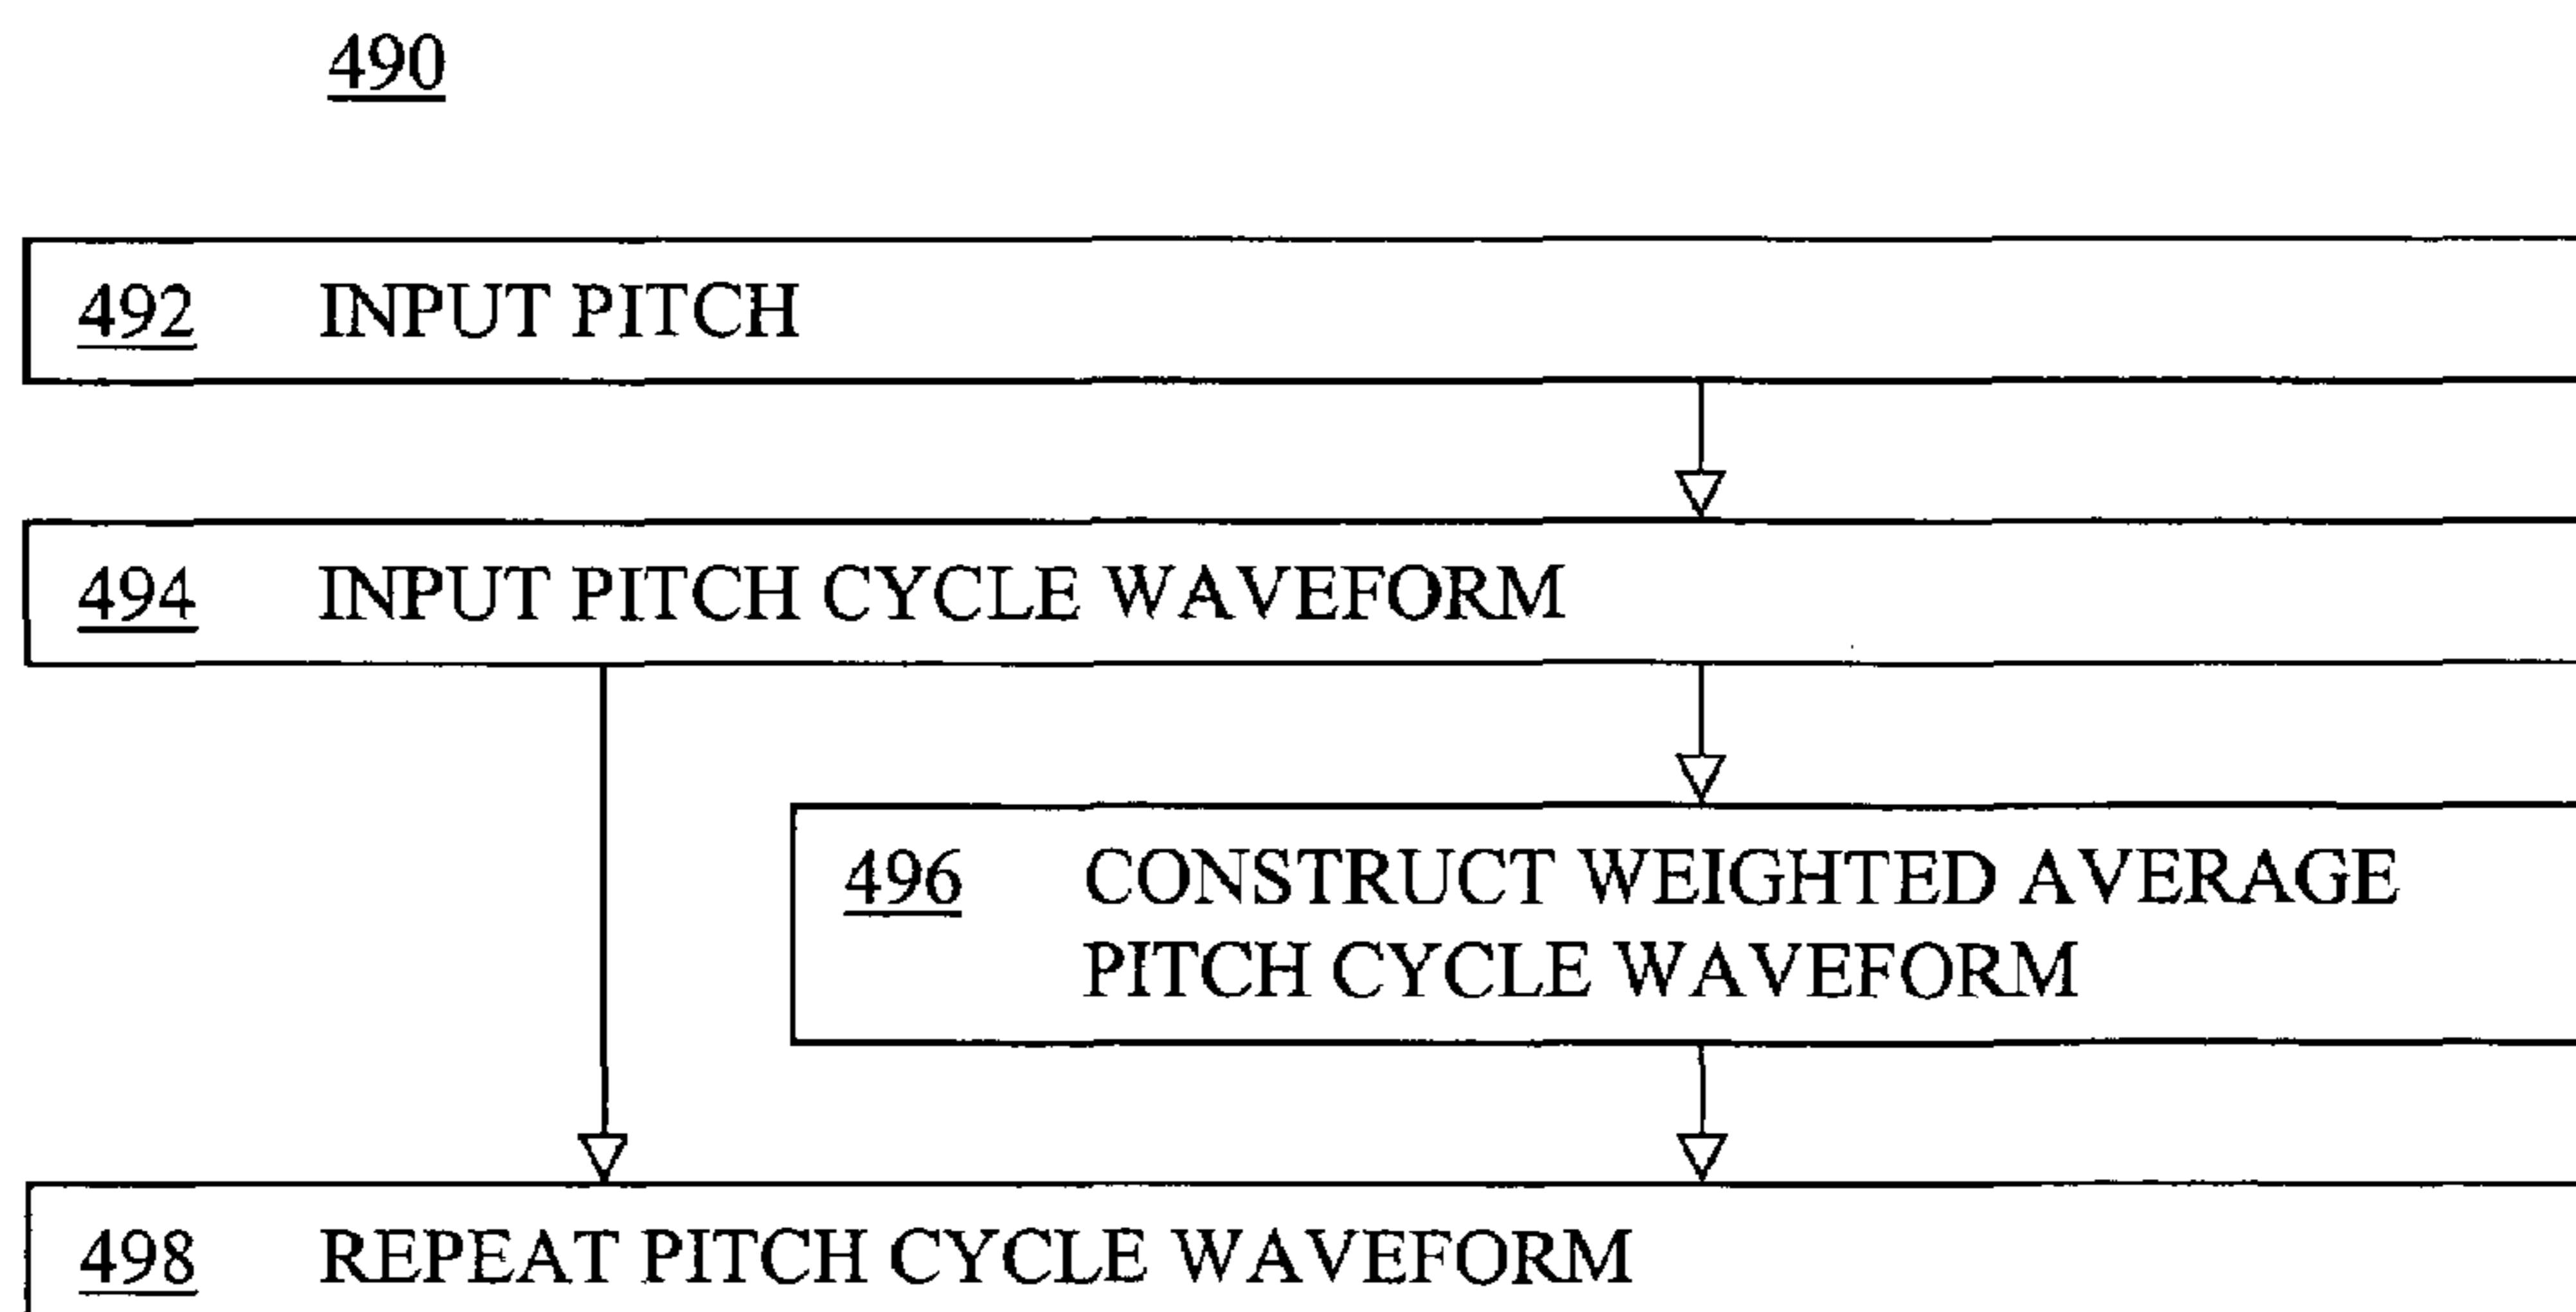 490
492 INPUT PITCH
494 INPUT PITCH CYCLE WAVEFORM
496 CONSTRUCT WEIGHTED AVERAGE
PITCH CYCLE WAVEFORM
498 REPEAT PITCH CYCLE WAVEFORM